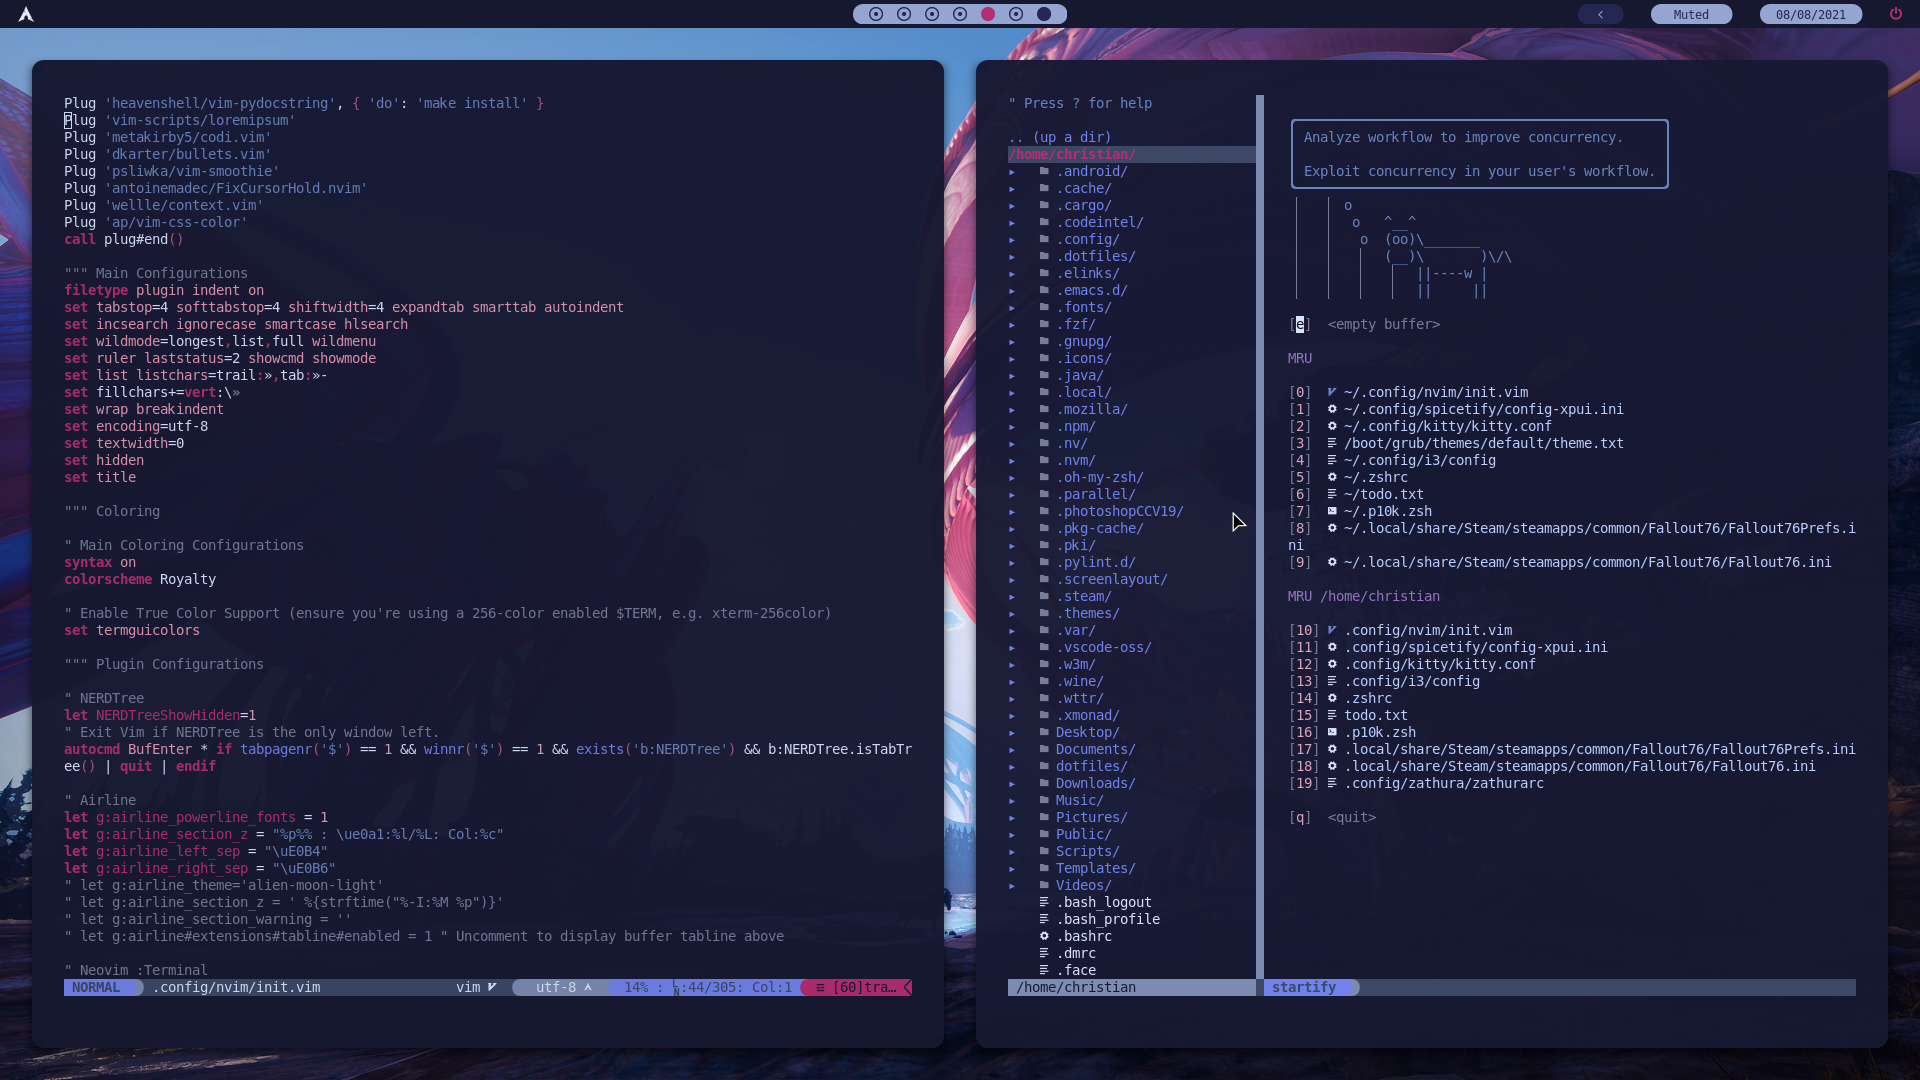 Muted
08/08/2021
Plug 'heavenshell/vim-pydocstring', { 'do': 'make install' }
Plug 'vim-scripts/loremipsum'
Plug 'metakirby5/codi.vim'
Plug 'dkarter/bullets.vim'
Plug 'psliwka/vim-smoothie'
Plug 'antoinemadec/FixCursorHold.nvim'
Plug 'wellle/context.vim'
Plug 'ap/vim-css-color'
call plug#end()
""" Main Configurations
filetype plugin indent on
set tabstop=4 softtabstop=4 shiftwidth=4 expandtab smarttab autoindent
set incsearch ignorecase smartcase hlsearch
set wildmode=longest,list,full wildmenu
set ruler laststatus=2 showcmd showmode
set list listchars=trail:»,tab:»-
set fillchars+=vert:\»
set wrap breakindent
set encoding=utf-8
set textwidth=0
set hidden
set title
""" Coloring
" Main Coloring Configurations
syntax on
colorscheme Royalty
" Enable True Color Support (ensure you're using a 256-color enabled $TERM, e.g. xterm-256color)
set termguicolors
""" Plugin Configurations
" NERDTree
let NERDTreeShowHidden=1
" Exit Vim if NERDTree is the only window left.
autocmd BufEnter * if tabpagenr('$') == 1 && winnr('$') == 1 && exists('b:NERDTree') && b:NERDTree.isTabTr
ee() | quit | endif
" Airline
let g:airline_powerline_fonts = 1
let g:airline_section_z = "%p%% : \ue0a1:%l/%L: Col:%c"
let g:airline_left_sep = "\uE0B4"
let g:airline_right_sep = "\uE0B6"
" let g:airline_theme='alien-moon-light'
" let g:airline_section_z = ' %{strftime("%-I:%M %p")}'
" let g:airline_section_warning = ''
" let g:airline#extensions#tabline#enabled = 1 " Uncomment to display buffer tabline above
" Neovim :Terminal
NORMAL .config/nvim/init.vim vim utf-8 14% : :44/305: Col:1 [60]tra…
" Press ? for help
.. (up a dir)
/home/christian/
▸ .android/
▸ .cache/
▸ .cargo/
▸ .codeintel/
▸ .config/
▸ .dotfiles/
▸ .elinks/
▸ .emacs.d/
▸ .fonts/
▸ .fzf/
▸ .gnupg/
▸ .icons/
▸ .java/
▸ .local/
▸ .mozilla/
▸ .npm/
▸ .nv/
▸ .nvm/
▸ .oh-my-zsh/
▸ .parallel/
▸ .photoshopCCV19/
▸ .pkg-cache/
▸ .pki/
▸ .pylint.d/
▸ .screenlayout/
▸ .steam/
▸ .themes/
▸ .var/
▸ .vscode-oss/
▸ .w3m/
▸ .wine/
▸ .wttr/
▸ .xmonad/
▸ Desktop/
▸ Documents/
▸ dotfiles/
▸ Downloads/
▸ Music/
▸ Pictures/
▸ Public/
▸ Scripts/
▸ Templates/
▸ Videos/
.bash_logout
.bash_profile
.bashrc
.dmrc
.face
/home/christian
Analyze workflow to improve concurrency.
Exploit concurrency in your user's workflow.
o
o ^__^
o (oo)\_______
(__)\ )\/\
||----w |
|| ||
[e] <empty buffer>
MRU
[0] ~/.config/nvim/init.vim
[1] ~/.config/spicetify/config-xpui.ini
[2] ~/.config/kitty/kitty.conf
[3] /boot/grub/themes/default/theme.txt
[4] ~/.config/i3/config
[5] ~/.zshrc
[6] ~/todo.txt
[7] ~/.p10k.zsh
[8] ~/.local/share/Steam/steamapps/common/Fallout76/Fallout76Prefs.i
ni
[9] ~/.local/share/Steam/steamapps/common/Fallout76/Fallout76.ini
MRU /home/christian
[10] .config/nvim/init.vim
[11] .config/spicetify/config-xpui.ini
[12] .config/kitty/kitty.conf
[13] .config/i3/config
[14] .zshrc
[15] todo.txt
[16] .p10k.zsh
[17] .local/share/Steam/steamapps/common/Fallout76/Fallout76Prefs.ini
[18] .local/share/Steam/steamapps/common/Fallout76/Fallout76.ini
[19] .config/zathura/zathurarc
[q] <quit>
startify